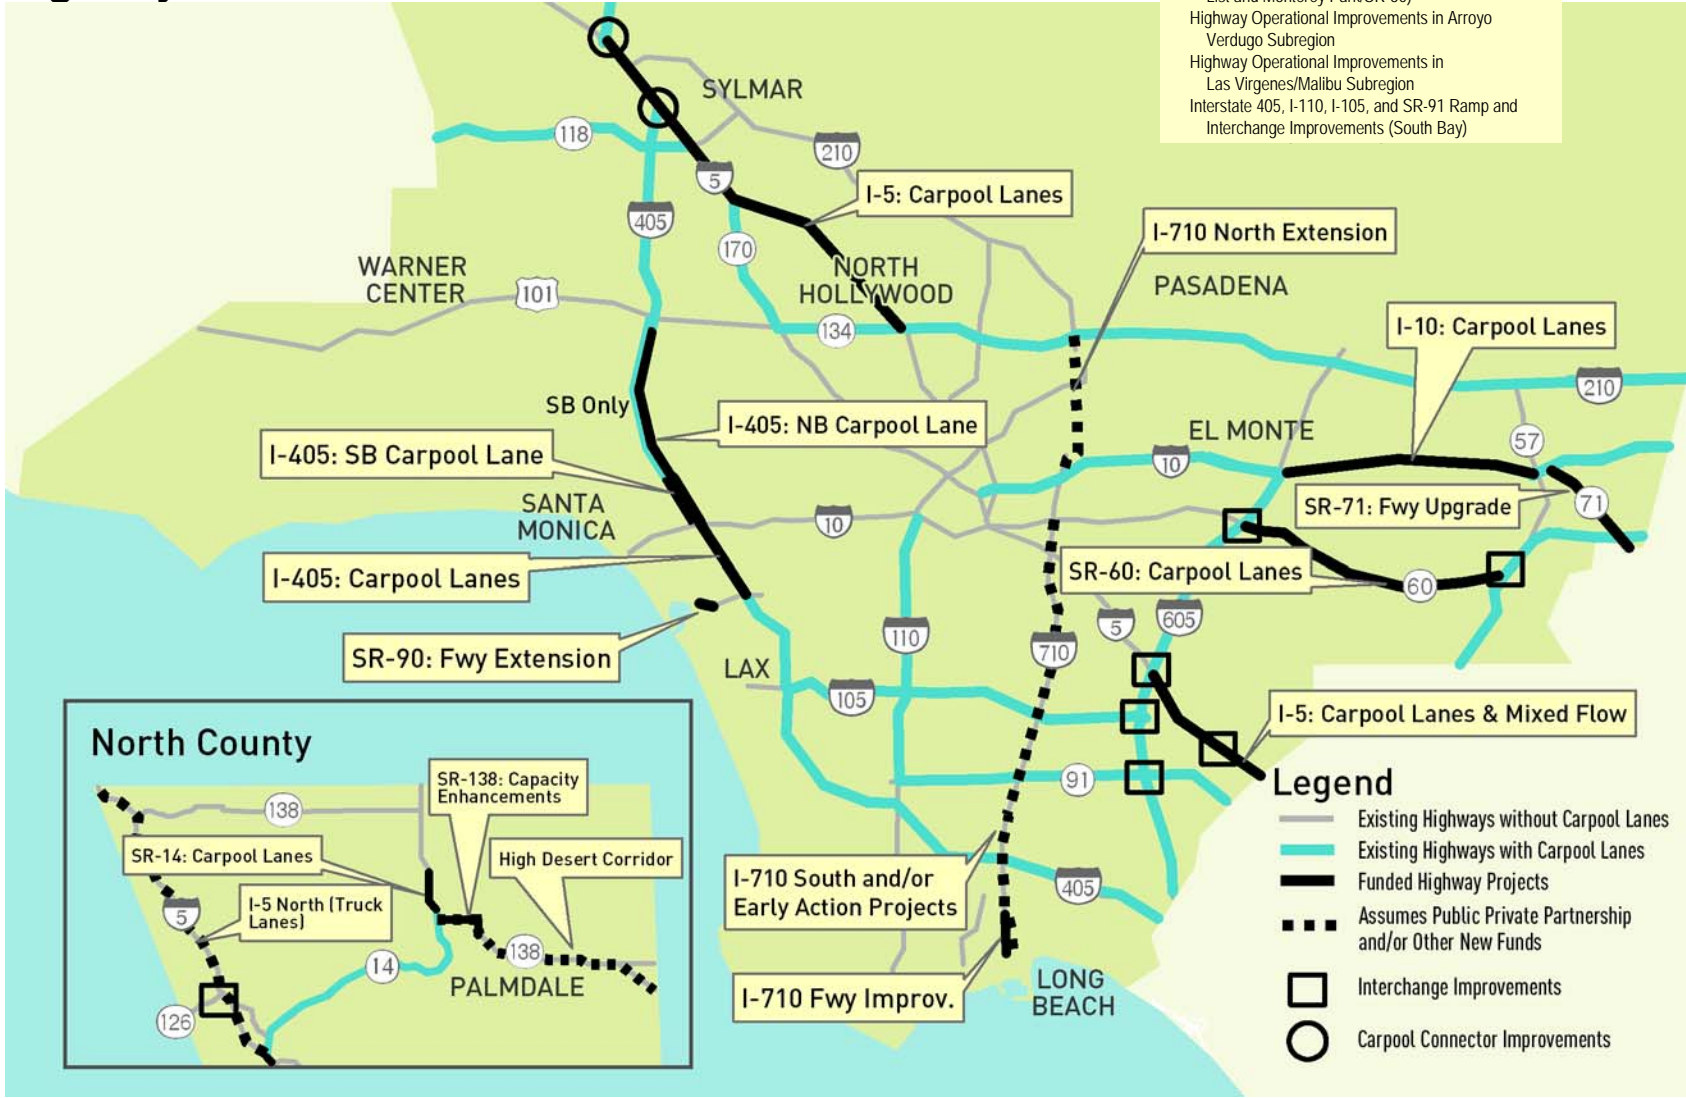 Highway Operational Improvements in Arroyo
Verdugo Subregion
Highway Operational Improvements in
Las Virgenes/Malibu Subregion
Interstate 405, I-110, I-105, and SR-91 Ramp and
Interchange Improvements (South Bay)
SYLMAR
118
210
5
I-5: Carpool Lanes
405
170
I-710 North Extension
WARNER
CENTER
NORTH
HOLLYWOOD
PASADENA
101
134
I-10: Carpool Lanes
210
SB Only
I-405: NB Carpool Lane
EL MONTE
57
I-405: SB Carpool Lane
10
SANTA
MONICA
10
SR-71: Fwy Upgrade
71
I-405: Carpool Lanes
SR-60: Carpool Lanes
60
605
5
110
710
SR-90: Fwy Extension
LAX
105
I-5: Carpool Lanes & Mixed Flow
91
I-710 South and/or
Early Action Projects
405
I-710 Fwy Improv.
LONG
BEACH
North County
SR-138: Capacity
Enhancements
138
SR-14: Carpool Lanes
High Desert Corridor
I-5 North (Truck
Lanes)
5
138
14
PALMDALE
126
Legend
Existing Highways without Carpool Lanes
Existing Highways with Carpool Lanes
Funded Highway Projects
Assumes Public Private Partnership
and/or Other New Funds
Interchange Improvements
Carpool Connector Improvements